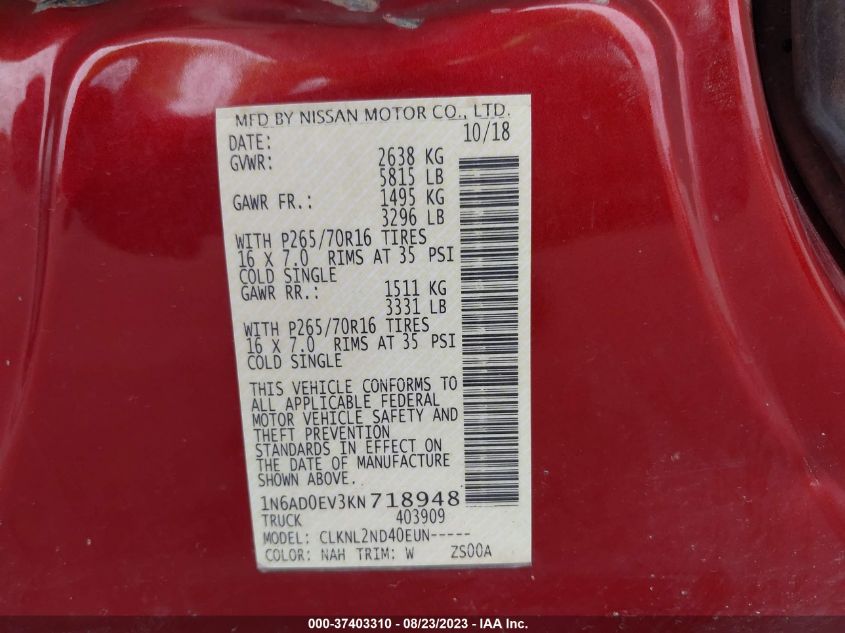 MFD BY NISSAN MOTOR CO., LTD.
DATE: 10/18
GVWR: 2638 KG
5815 LB
GAWR FR.: 1495 KG
3296 LB
WITH P265/70R16 TIRES
16 X 7.0 RIMS AT 35 PSI
COLD SINGLE
GAWR RR.: 1511 KG
3331 LB
WITH P265/70R16 TIRES
16 X 7.0 RIMS AT 35 PSI
COLD SINGLE
THIS VEHICLE CONFORMS TO
ALL APPLICABLE FEDERAL
MOTOR VEHICLE SAFETY AND
THEFT PREVENTION
STANDARDS IN EFFECT ON
THE DATE OF MANUFACTURE
SHOWN ABOVE.
1N6AD0EV3KN718948
TRUCK 403909
MODEL: CLKNL2ND40EUN-----
COLOR: NAH TRIM: W ZS00A
000-37403310 - 08/23/2023 - IAA Inc.